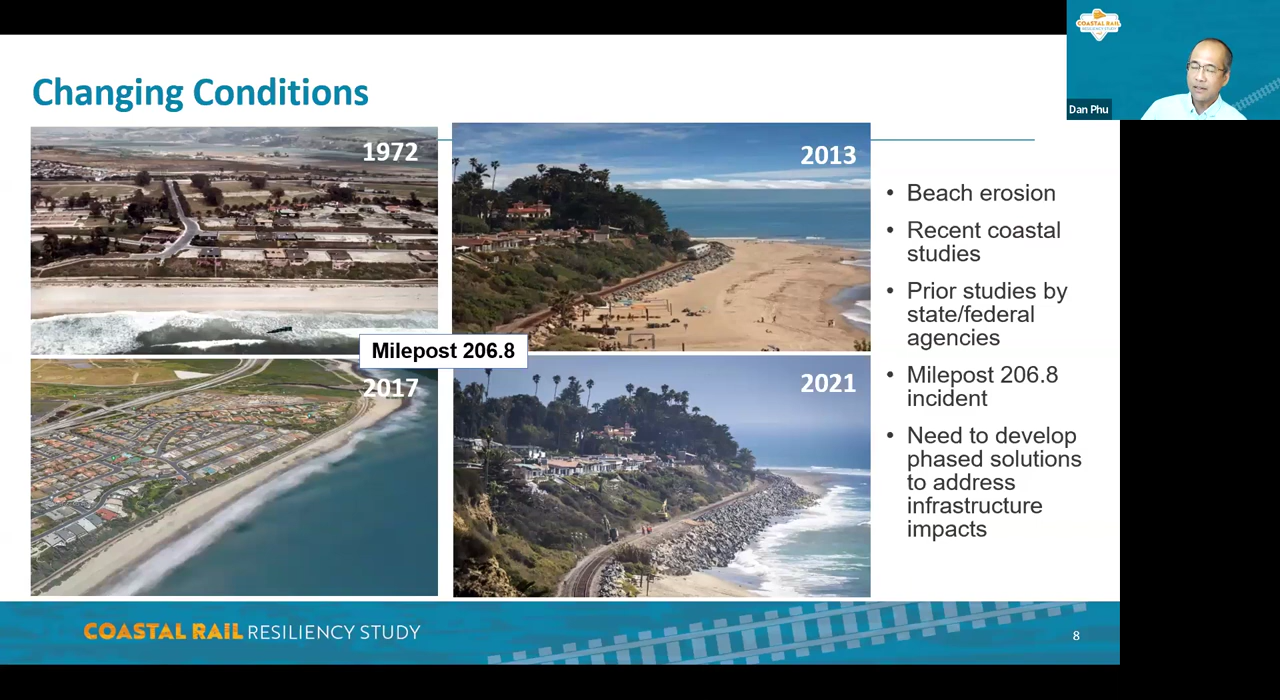 COASTAL RAIL
RESILIENCY STUDY
Dan Phu
Changing Conditions
1972
2013
Milepost 206.8
2017
2021
• Beach erosion
• Recent coastal
studies
• Prior studies by
state/federal
agencies
• Milepost 206.8
incident
• Need to develop
phased solutions
to address
infrastructure
impacts
COASTAL RAIL RESILIENCY STUDY
8